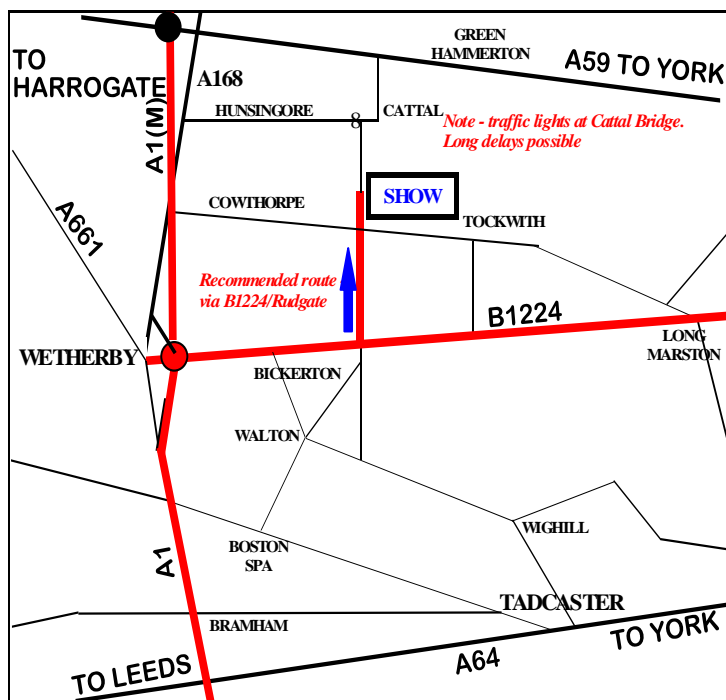 GREEN
HAMMERTON
TO
HARROGATE
A59 TO YORK
A168
HUNSINGORE
8
CATTAL
Note - traffic lights at Cattal Bridge.
Long delays possible
A1(M)
SHOW
COWTHORPE
TOCKWITH
A661
Recommended route
via B1224/Rudgate
B1224
LONG
MARSTON
WETHERBY
BICKERTON
WALTON
WIGHILL
BOSTON
SPA
A1
TADCASTER
BRAMHAM
TO YORK
A64
TO LEEDS